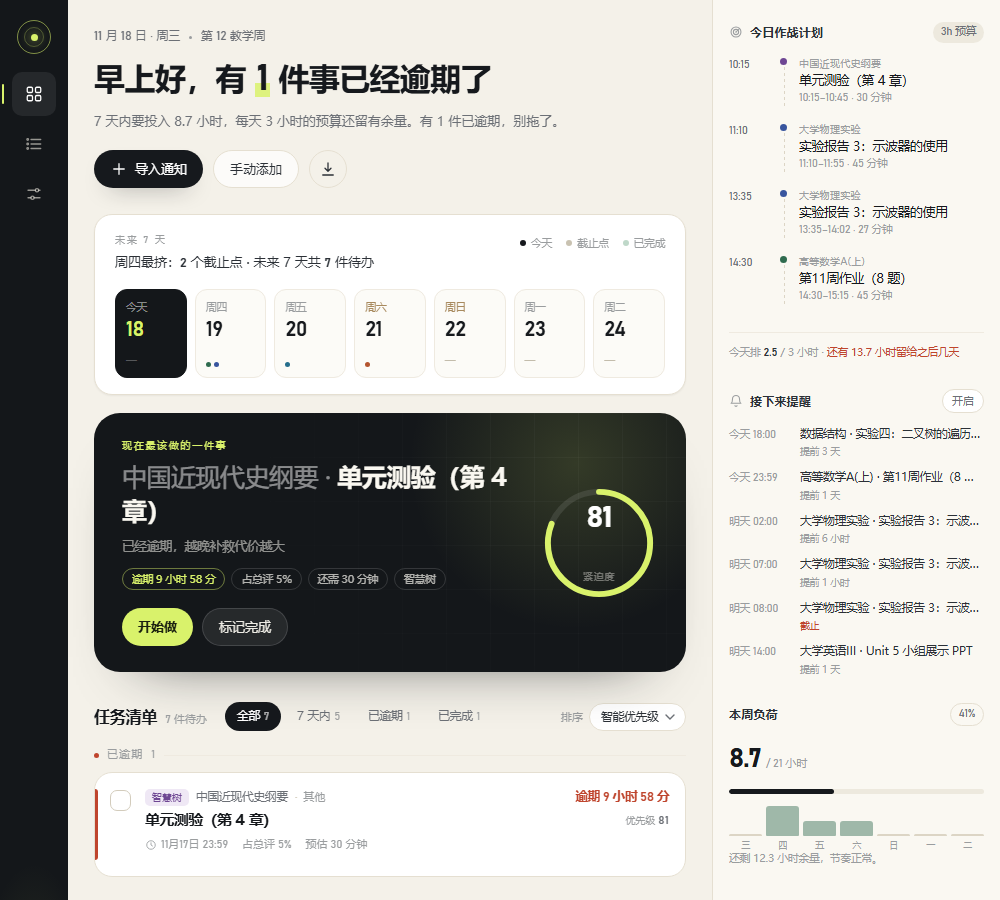 11 月 18 日 · 周三 • 第 12 教学周
早上好，有 1 件事已经逾期了
7 天内要投入 8.7 小时，每天 3 小时的预算还留有余量。有 1 件已逾期，别拖了。
导入通知
手动添加
未来 7 天
今天
截止点
已完成
周四最挤：2 个截止点 · 未来 7 天共 7 件待办
今天
18
—
周四
19
周五
20
周六
21
周日
22
—
周一
23
—
周二
24
—
现在最该做的一件事
中国近现代史纲要 · 单元测验（第 4
章）
已经逾期，越晚补救代价越大
逾期 9 小时 58 分
占总评 5%
还需 30 分钟
智慧树
开始做
标记完成
81
紧迫度
任务清单 7 件待办
全部 7
7 天内 5
已逾期 1
已完成 1
排序
智能优先级
已逾期 1
智慧树 中国近现代史纲要 · 其他
单元测验（第 4 章）
11月17日 23:59 占总评 5% 预估 30 分钟
逾期 9 小时 58 分
优先级 81
今日作战计划
3h 预算
10:15
中国近现代史纲要
单元测验（第 4 章）
10:15–10:45 · 30 分钟
11:10
大学物理实验
实验报告 3：示波器的使用
11:10–11:55 · 45 分钟
13:35
大学物理实验
实验报告 3：示波器的使用
13:35–14:02 · 27 分钟
14:30
高等数学A(上)
第11周作业（8 题）
14:30–15:15 · 45 分钟
今天排 2.5 / 3 小时 · 还有 13.7 小时留给之后几天
接下来提醒
开启
今天 18:00
数据结构 · 实验四：二叉树的遍历…
提前 3 天
今天 23:59
高等数学A(上) · 第11周作业（8 …
提前 1 天
明天 02:00
大学物理实验 · 实验报告 3：示波…
提前 6 小时
明天 07:00
大学物理实验 · 实验报告 3：示波…
提前 1 小时
明天 08:00
大学物理实验 · 实验报告 3：示波…
截止
明天 14:00
大学英语III · Unit 5 小组展示 PPT
提前 1 天
本周负荷
41%
8.7 / 21 小时
三 四 五 六 日 一 二
还剩 12.3 小时余量，节奏正常。